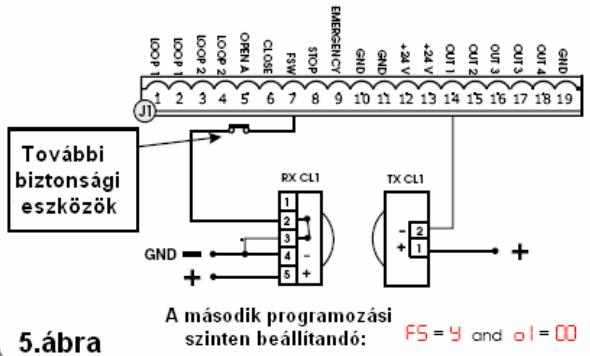 LOOP 1
LOOP 1
LOOP 2
LOOP 2
OPEN A
CLOSE
FSW
STOP
EMERGENCY
GND
GND
+24 V
+24 V
OUT 1
OUT 2
OUT 3
OUT 3
OUT 4
GND
1 2 3 4 5 6 7 8 9 10 11 12 13 14 15 16 17 18 19
J1
További
biztonsági
eszközök
RX CL1
TX CL1
1
2
3
4 -
5 +
- 2
+ 1
GND −
+
+
A második programozási
szinten beállítandó:
FS = y and o1 = 00
5.ábra